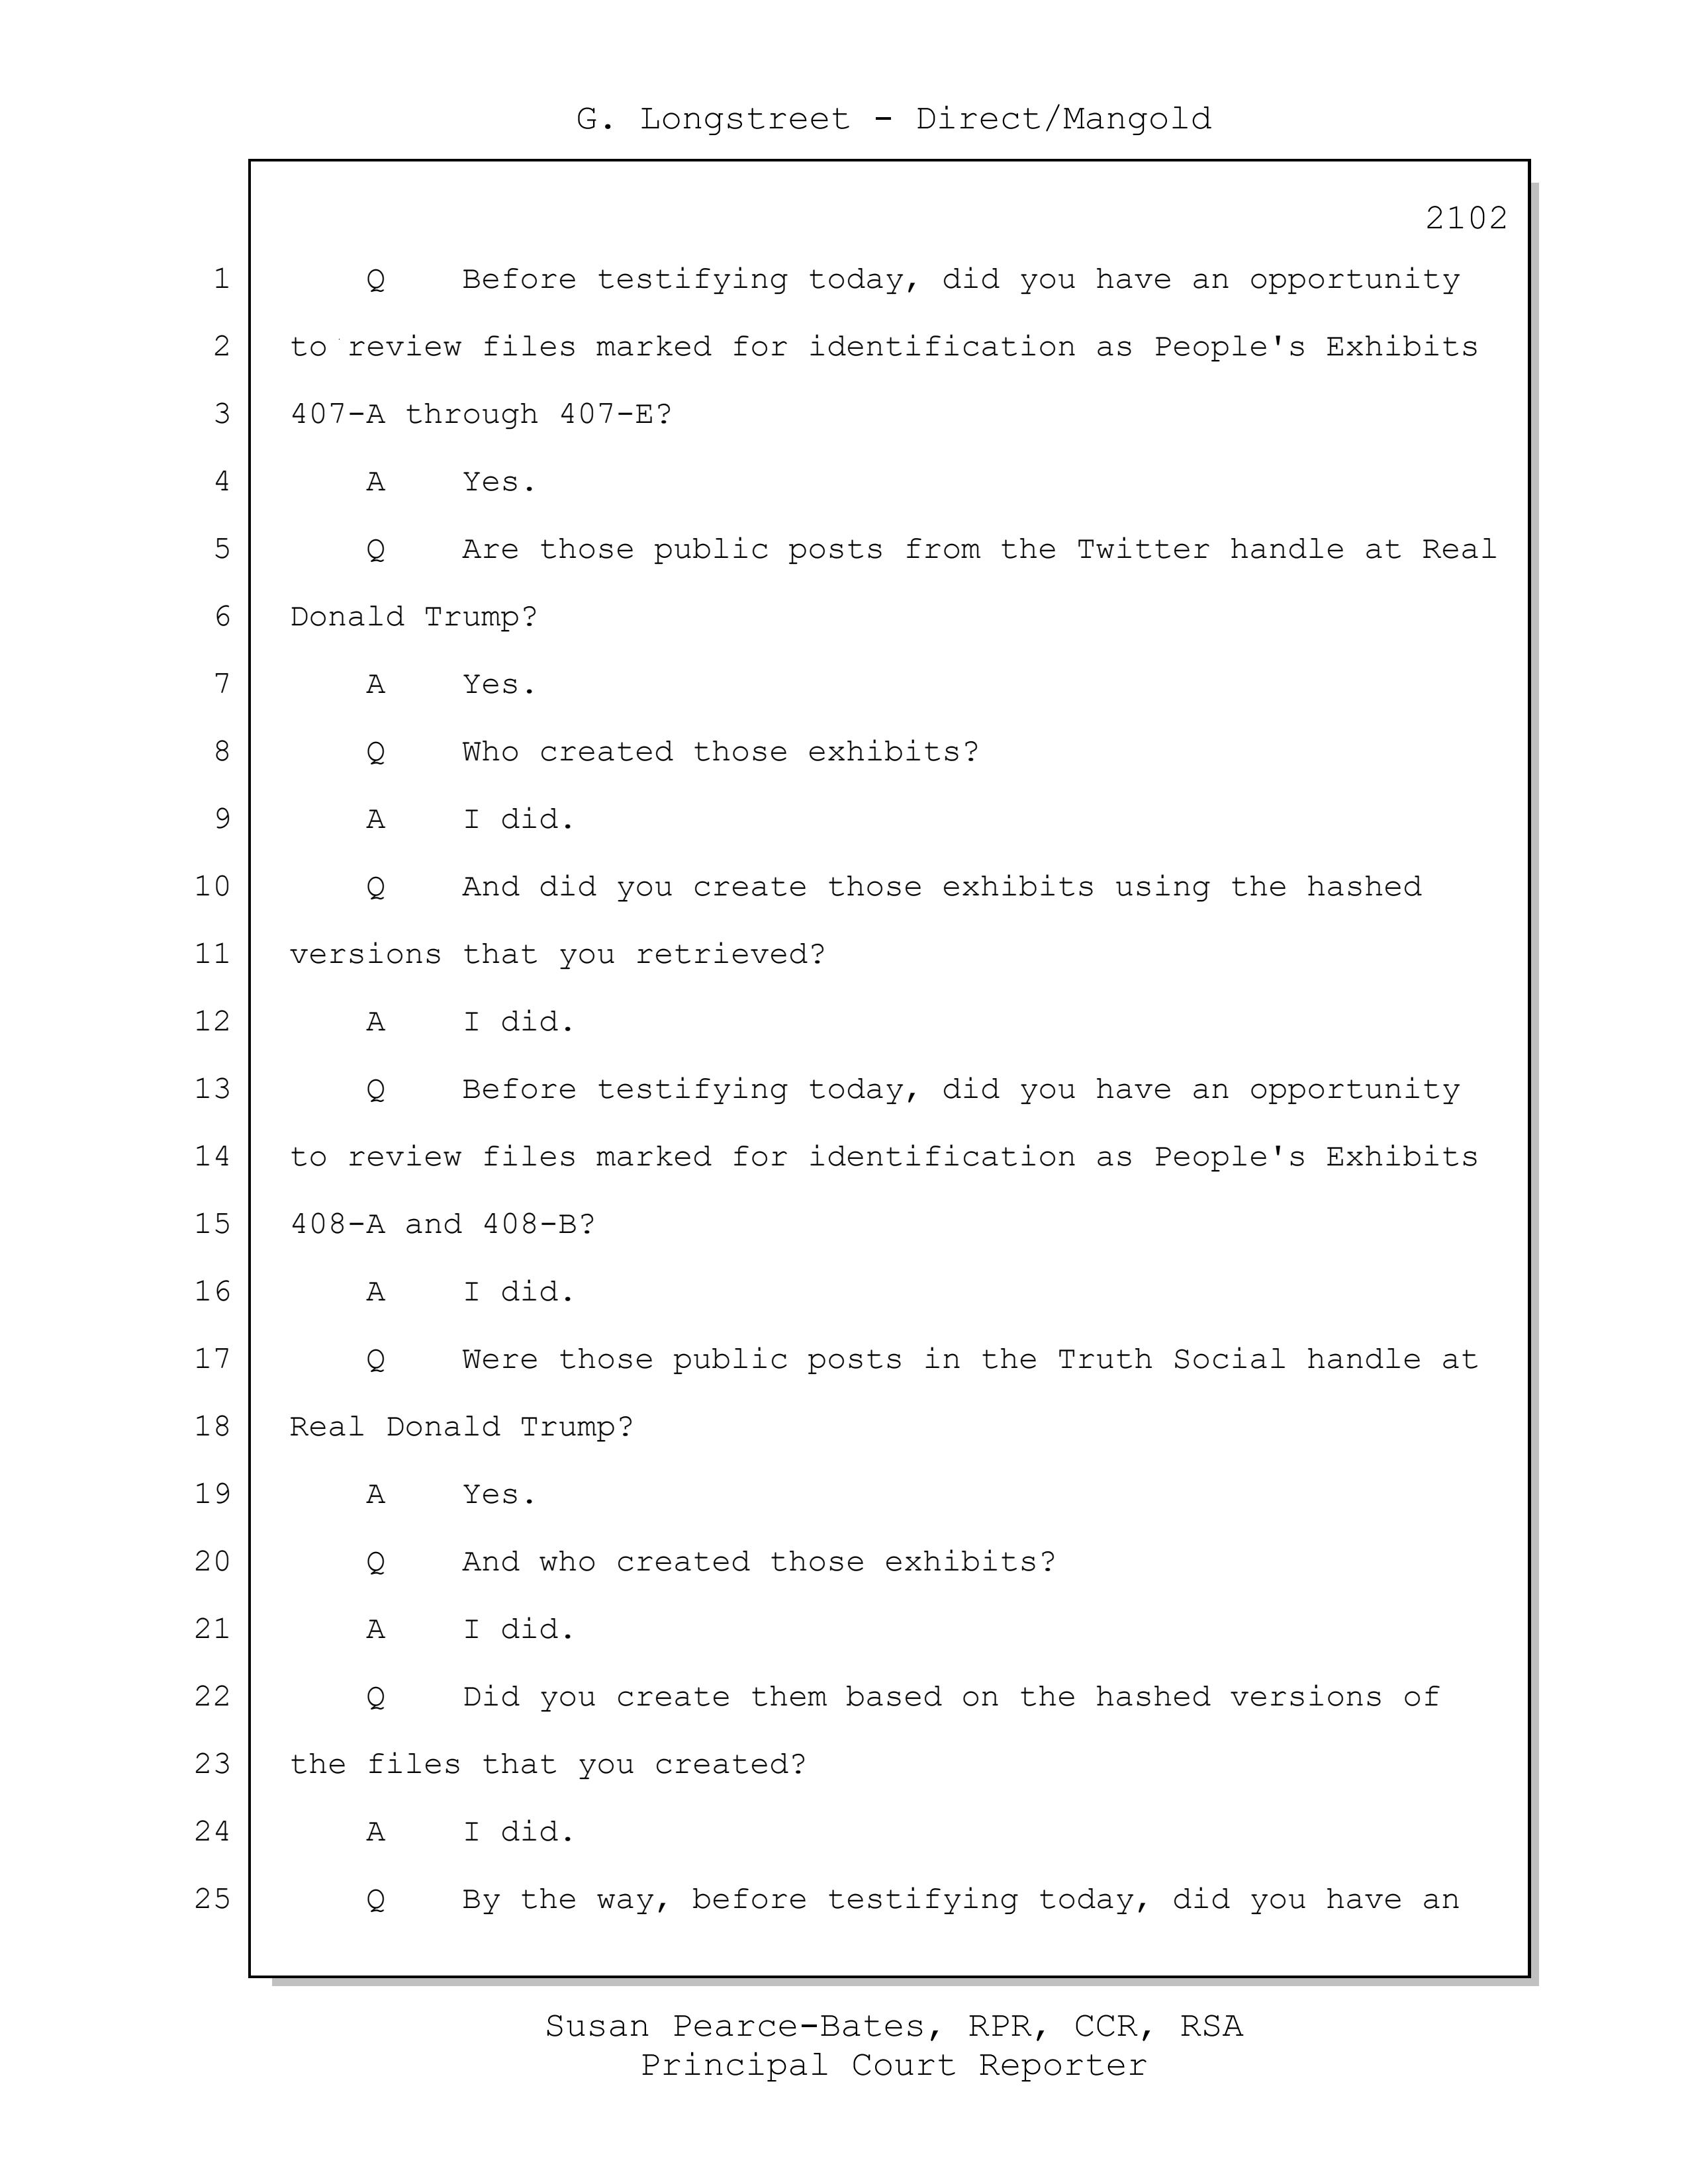 G. Longstreet - Direct/Mangold
2102
1 Q Before testifying today, did you have an opportunity
2 to review files marked for identification as People's Exhibits
3 407-A through 407-E?
4 A Yes.
5 Q Are those public posts from the Twitter handle at Real
6 Donald Trump?
7 A Yes.
8 Q Who created those exhibits?
9 A I did.
10 Q And did you create those exhibits using the hashed
11 versions that you retrieved?
12 A I did.
13 Q Before testifying today, did you have an opportunity
14 to review files marked for identification as People's Exhibits
15 408-A and 408-B?
16 A I did.
17 Q Were those public posts in the Truth Social handle at
18 Real Donald Trump?
19 A Yes.
20 Q And who created those exhibits?
21 A I did.
22 Q Did you create them based on the hashed versions of
23 the files that you created?
24 A I did.
25 Q By the way, before testifying today, did you have an
Susan Pearce-Bates, RPR, CCR, RSA
Principal Court Reporter